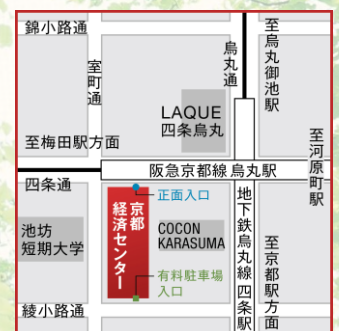 錦小路通
室町通
烏丸通
至烏丸御池駅
LAQUE
四条烏丸
至梅田駅方面
至河原町駅
阪急京都線 烏丸駅
四条通
正面入口
京都
経済センター
池坊
短期大学
COCON
KARASUMA
地下鉄烏丸線 四条駅
至京都駅方面
有料駐車場
入口
綾小路通